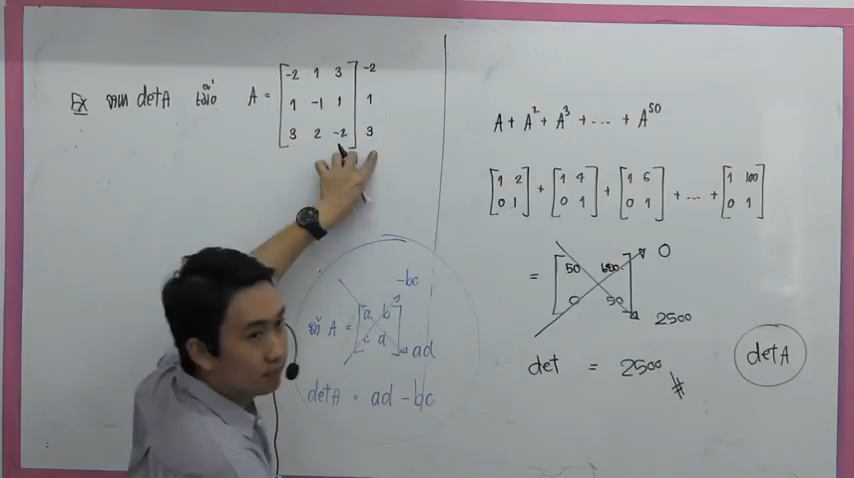 Ex จงหา detA เมื่อ A = [-2 1 3] -2
[1 -1 1] 1
[3 2 -2] 3
ถ้า A = [a b] -bc
[c d] ad
detA = ad - bc
A + A² + A³ + ... + A⁵⁰
[1 2] + [1 4] + [1 6] + ... + [1 100]
[0 1] [0 1] [0 1] [0 1]
= [50] 0
[0 50] 2500
det = 2500 #
detA